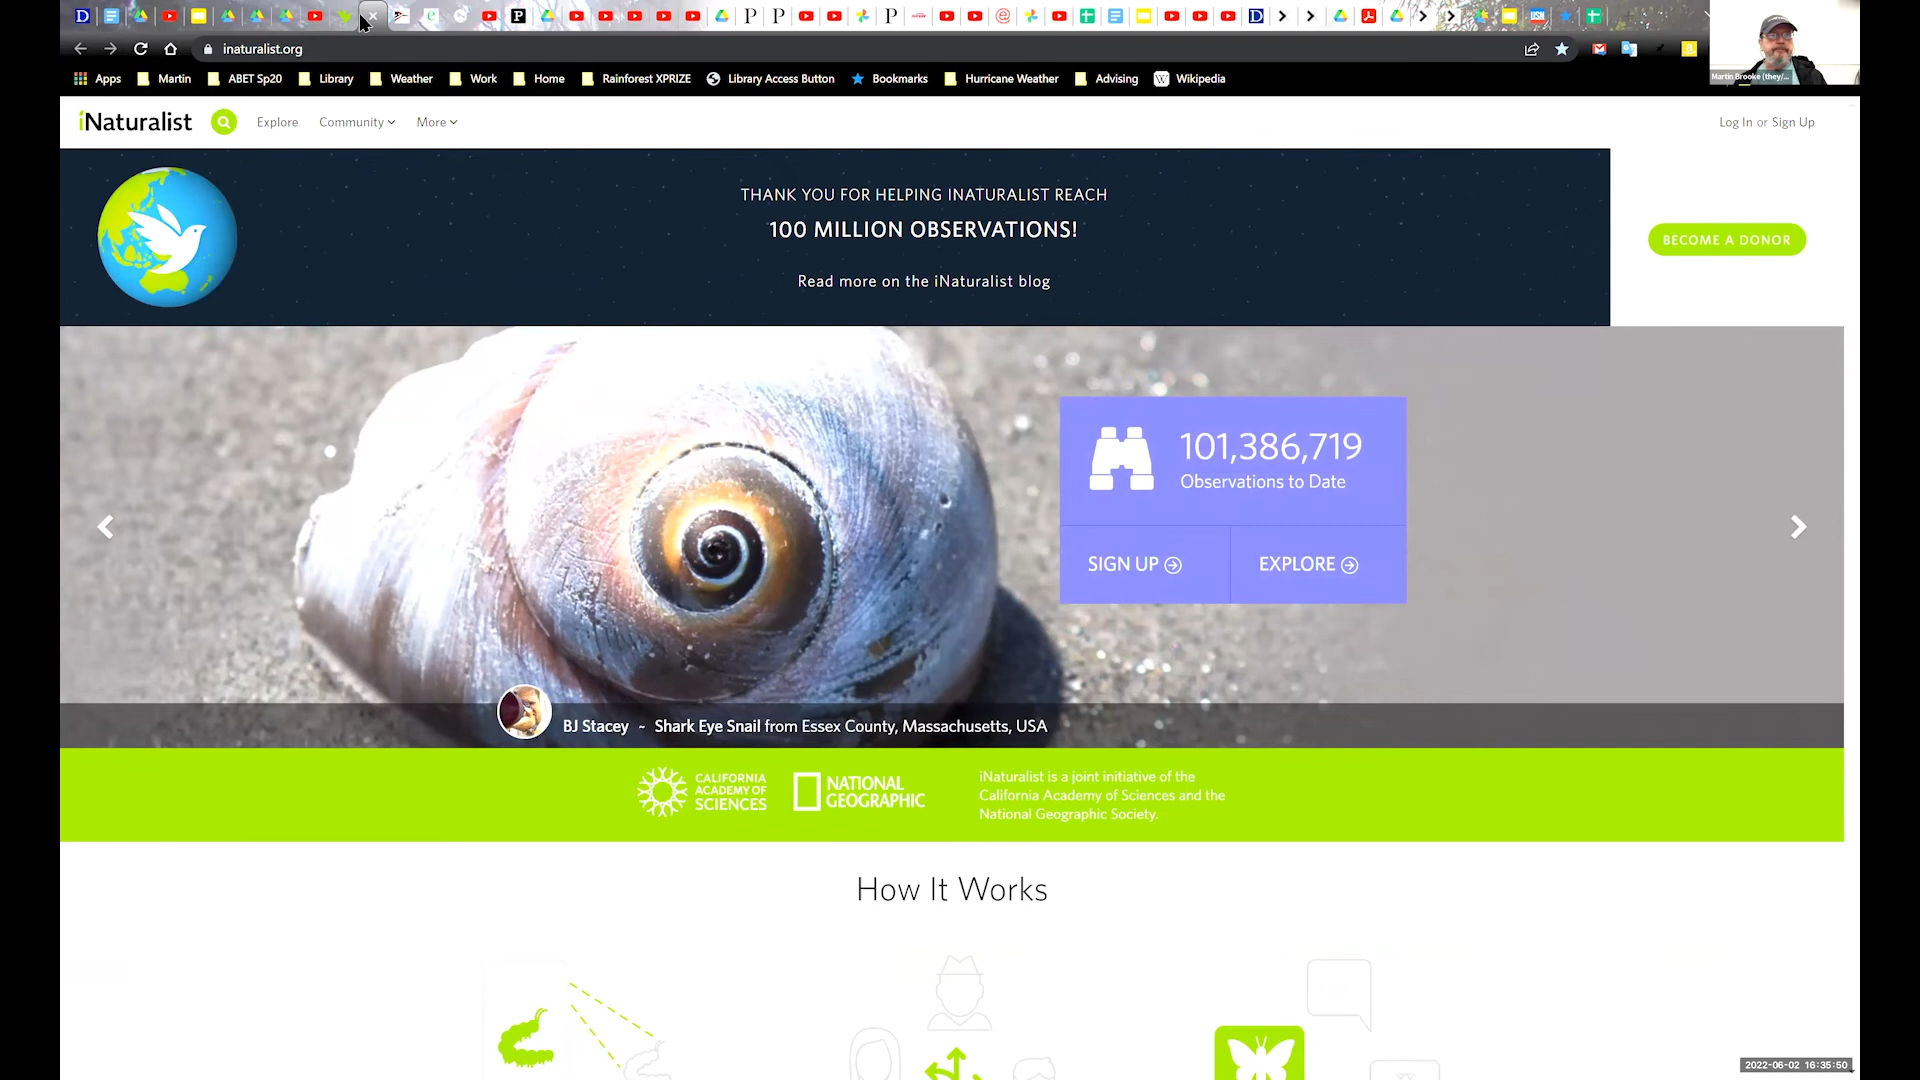 inaturalist.org
Apps Martin ABET Sp20 Library Weather Work Home Rainforest XPRIZE Library Access Button Bookmarks Hurricane Weather Advising Wikipedia
Martin Brooke (they/...
iNaturalist Explore Community More Log In or Sign Up
THANK YOU FOR HELPING INATURALIST REACH
100 MILLION OBSERVATIONS!
BECOME A DONOR
Read more on the iNaturalist blog
101,386,719
Observations to Date
SIGN UP EXPLORE
BJ Stacey ~ Shark Eye Snail from Essex County, Massachusetts, USA
CALIFORNIA
ACADEMY OF
SCIENCES
NATIONAL
GEOGRAPHIC
iNaturalist is a joint initiative of the
California Academy of Sciences and the
National Geographic Society.
How It Works
2022-06-02 16:35:50